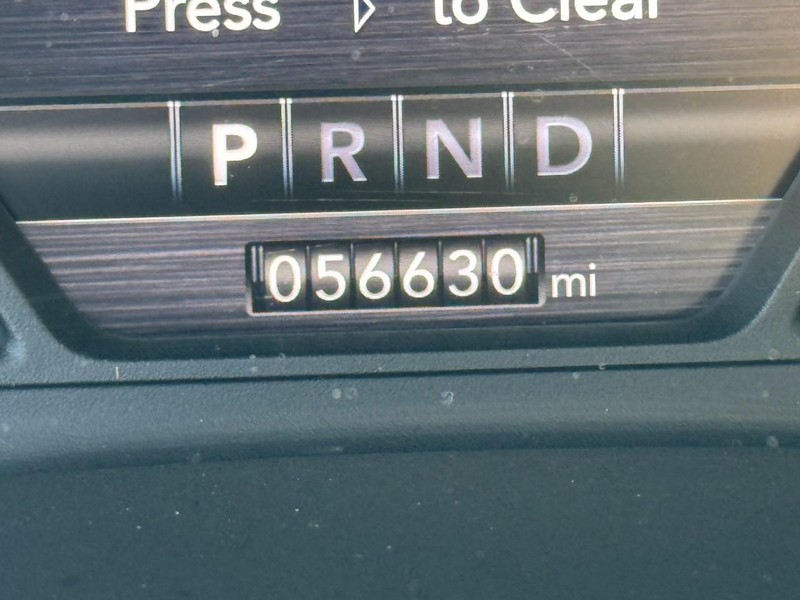 Press ▷ to Clear
P R N D
056630 mi